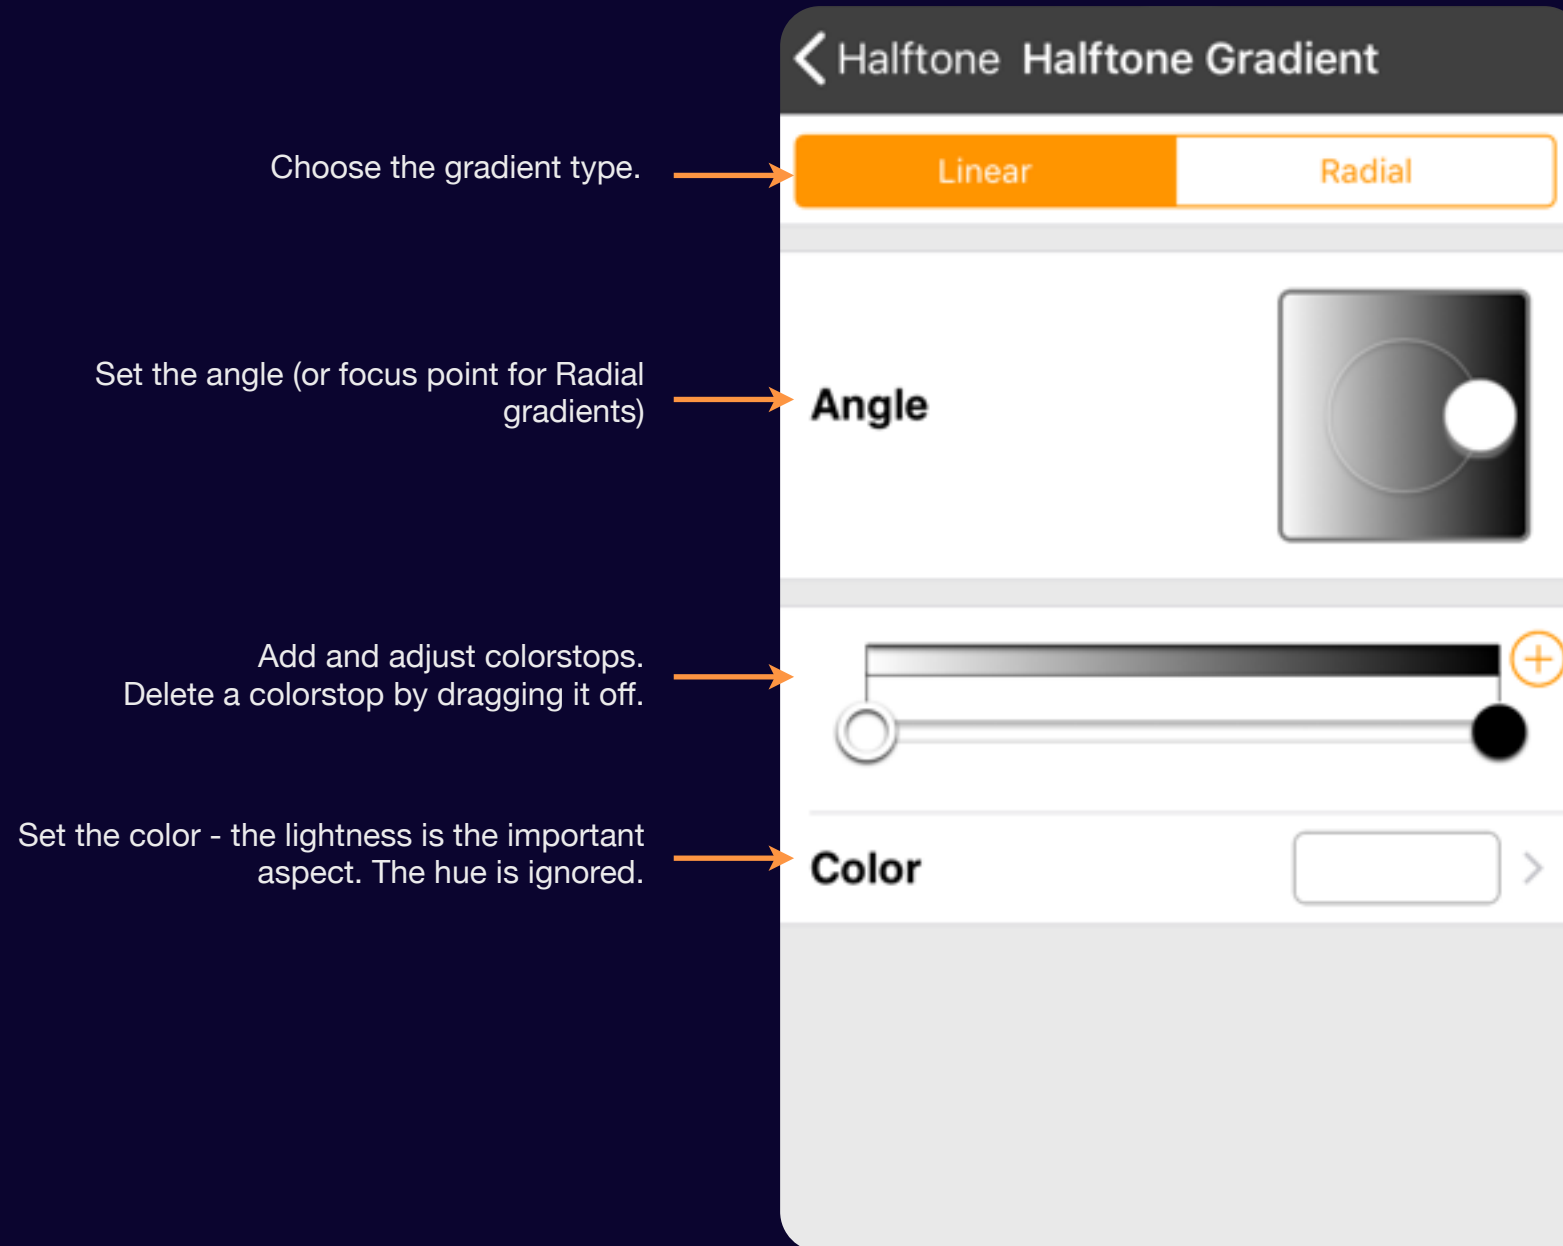 Halftone Halftone Gradient
Choose the gradient type.
Linear
Radial
Set the angle (or focus point for Radial
gradients)
Angle
Add and adjust colorstops.
Delete a colorstop by dragging it off.
Set the color - the lightness is the important
aspect. The hue is ignored.
Color